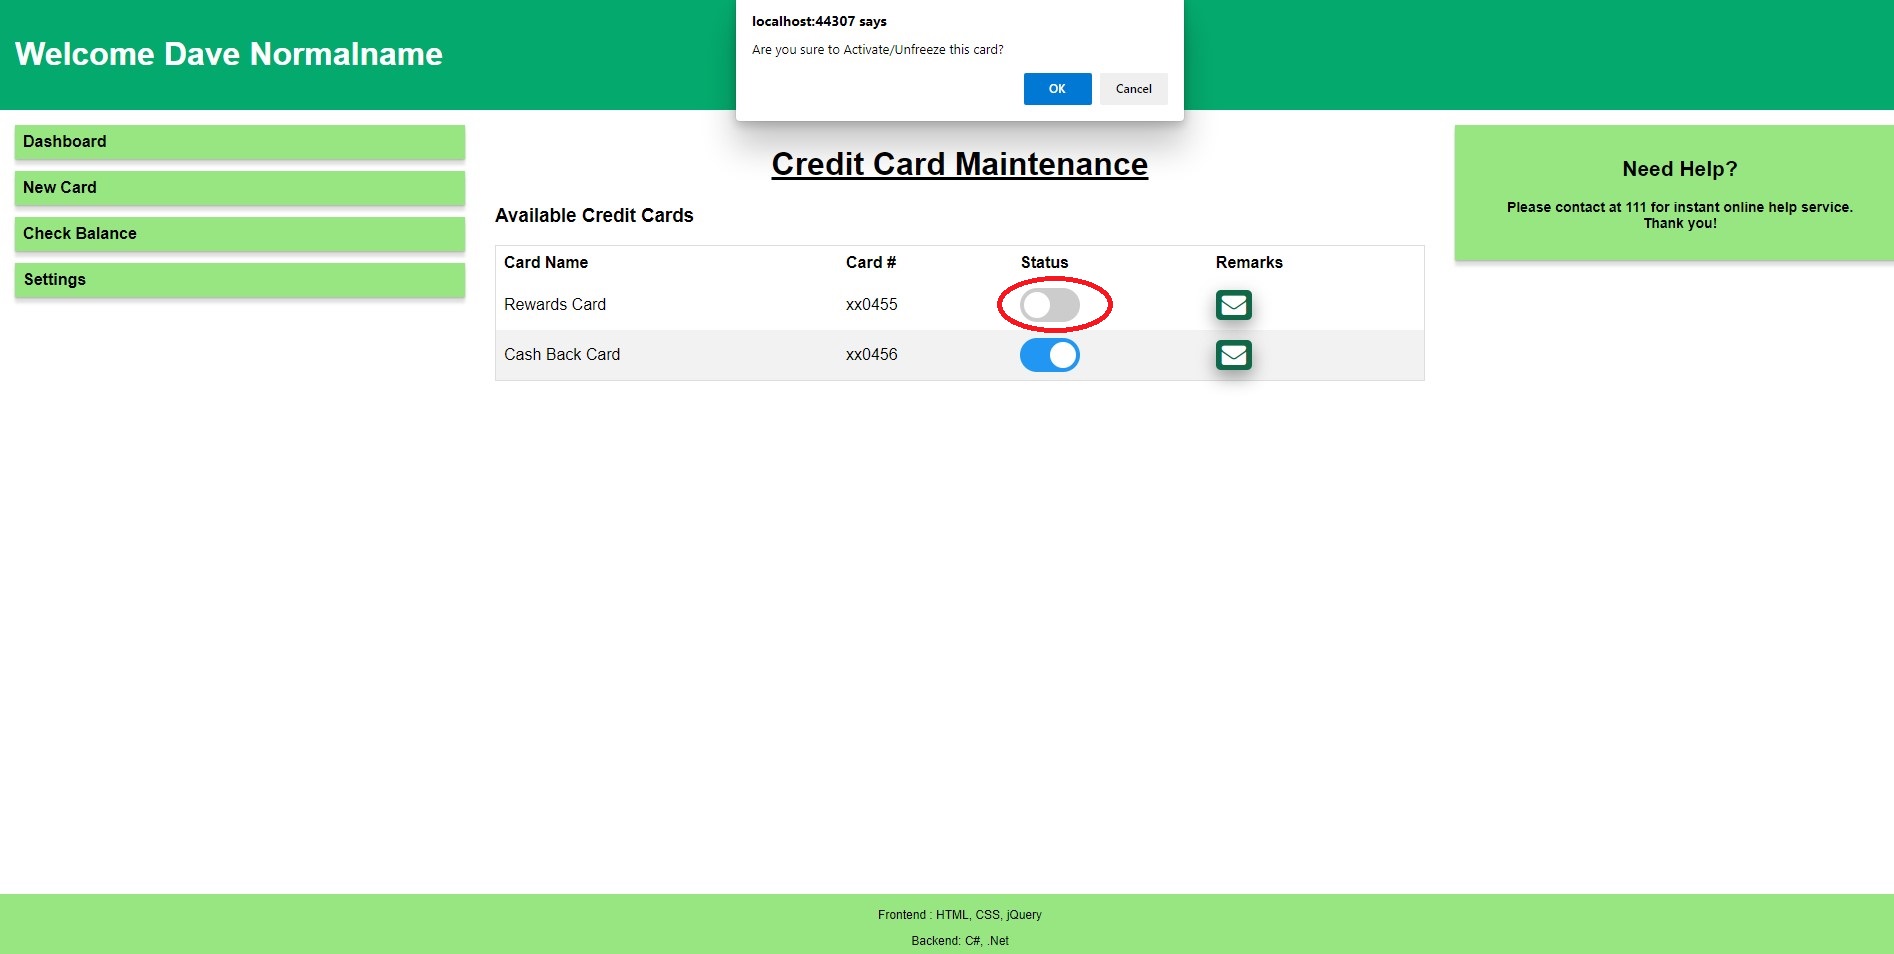 localhost:44307 says
Are you sure to Activate/Unfreeze this card?
OK Cancel
Welcome Dave Normalname
Dashboard
New Card
Check Balance
Settings
Credit Card Maintenance
Available Credit Cards
Card Name Card # Status Remarks
Rewards Card xx0455
Cash Back Card xx0456
Need Help?
Please contact at 111 for instant online help service.
Thank you!
Frontend : HTML, CSS, jQuery
Backend: C#, .Net